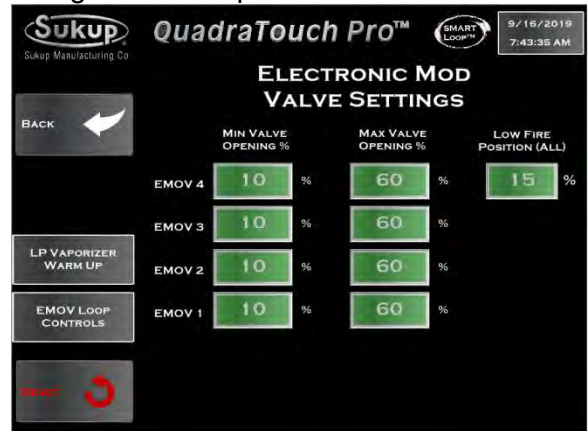 Sukup
Sukup Manufacturing Co
QuadraTouch Pro™
SMART
LOOP™
9/16/2019
7:43:35 AM
ELECTRONIC MOD
VALVE SETTINGS
BACK
MIN VALVE
OPENING %
MAX VALVE
OPENING %
LOW FIRE
POSITION (ALL)
EMOV 4 10 % 60 % 15 %
EMOV 3 10 % 60 %
EMOV 2 10 % 60 %
EMOV 1 10 % 60 %
LP VAPORIZER
WARM UP
EMOV LOOP
CONTROLS
RESET